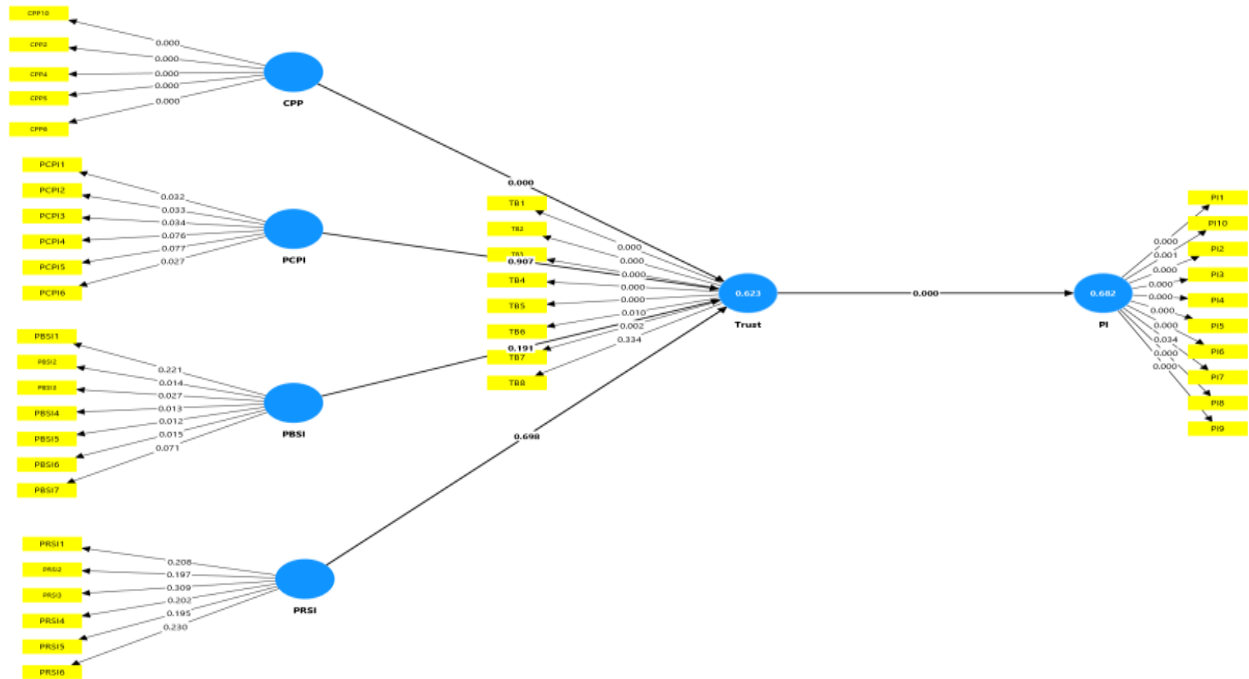 CPP10
0.000
CPP3
0.000
CPP4
0.000
0.000
CPP5
0.000
CPP8
CPP
PCPI1
0.032
PCPI2
0.033
PCPI3
0.034
PCPI4
0.076
0.077
PCPI5
0.027
PCPI6
PCPI
PBSI1
0.221
PBSI2
0.014
PBSI3
0.027
PBSI4
0.013
0.012
PBSI5
0.015
PBSI6
0.071
PBSI7
PBSI
PRSI1
0.208
PRSI2
0.197
PRSI3
0.309
0.202
PRSI4
0.195
0.230
PRSI5
PRSI6
PRSI
0.000
0.907
0.191
0.698
TB1
TB2
TB3
TB4
TB5
TB6
TB7
TB8
0.000
0.000
0.000
0.000
0.000
0.010
0.002
0.334
0.623
Trust
0.000
0.682
PI
0.000
0.001
0.000
0.000
0.000
0.000
0.000
0.034
0.000
0.000
PI1
PI10
PI2
PI3
PI4
PI5
PI6
PI7
PI8
PI9